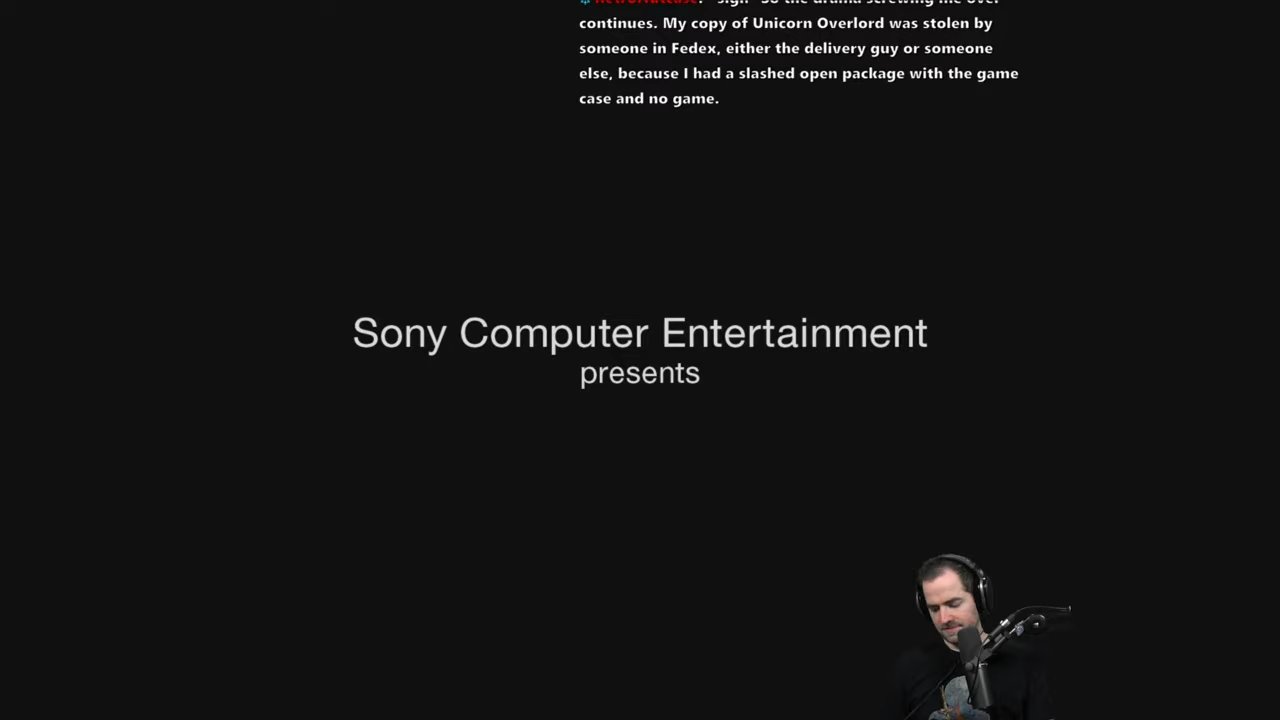 continues. My copy of Unicorn Overlord was stolen by
someone in Fedex, either the delivery guy or someone
else, because I had a slashed open package with the game
case and no game.
Sony Computer Entertainment
presents